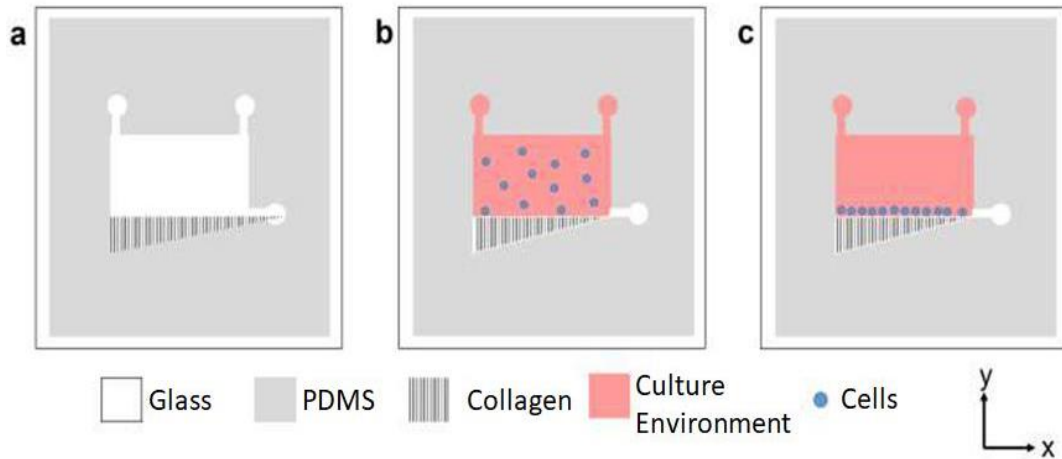 a
b
c
Glass
PDMS
Collagen
Culture
Environment
Cells
y
x